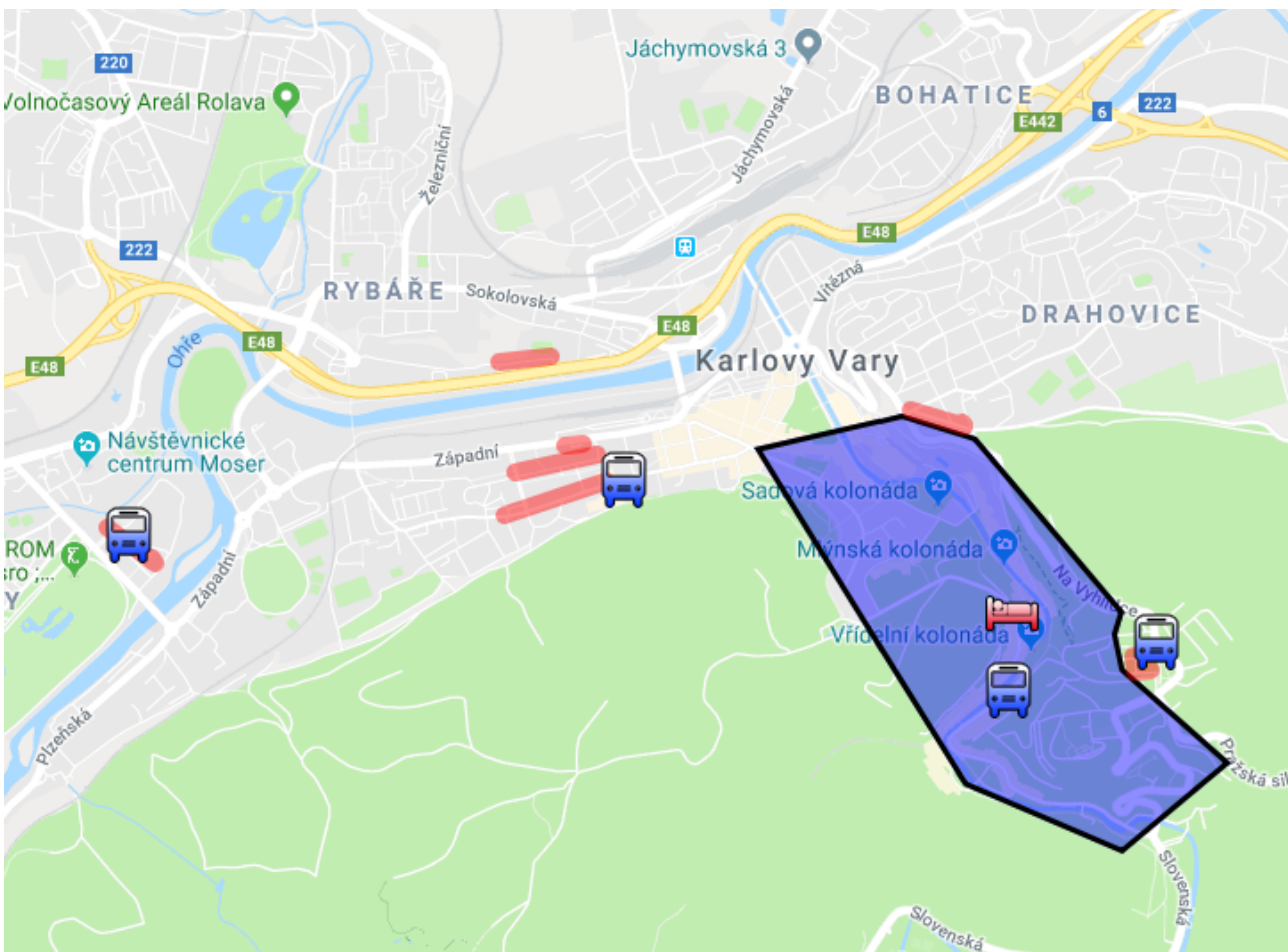 Jáchymovská 3
220
Volnočasový Areál Rolava
BOHATICE
222
6
E442
Železniční
Jáchymovská
222
E48
RYBÁŘE
Sokolovská
Vítězná
DRAHOVICE
E48
E48
E48
Ohře
Karlovy Vary
Návštěvnické
centrum Moser
Západní
Sadová kolonáda
ROM
sro ;...
Y
Západní
Mlýnská kolonáda
Na Vyhlídce
Vřídelní kolonáda
Plzeňská
Pražská sil
Slovenská
Slovenská